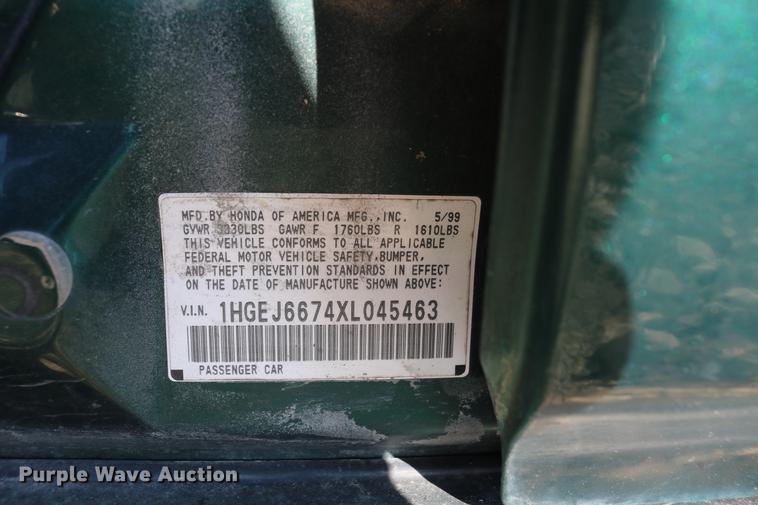 MFD.BY HONDA OF AMERICA MFG.,INC. 5/99
GVWR 3330LBS GAWR F 1760LBS R 1610LBS
THIS VEHICLE CONFORMS TO ALL APPLICABLE
FEDERAL MOTOR VEHICLE SAFETY,BUMPER,
AND THEFT PREVENTION STANDARDS IN EFFECT
ON THE DATE OF MANUFACTURE SHOWN ABOVE:
V.I.N. 1HGEJ6674XL045463
PASSENGER CAR
Purple Wave Auction